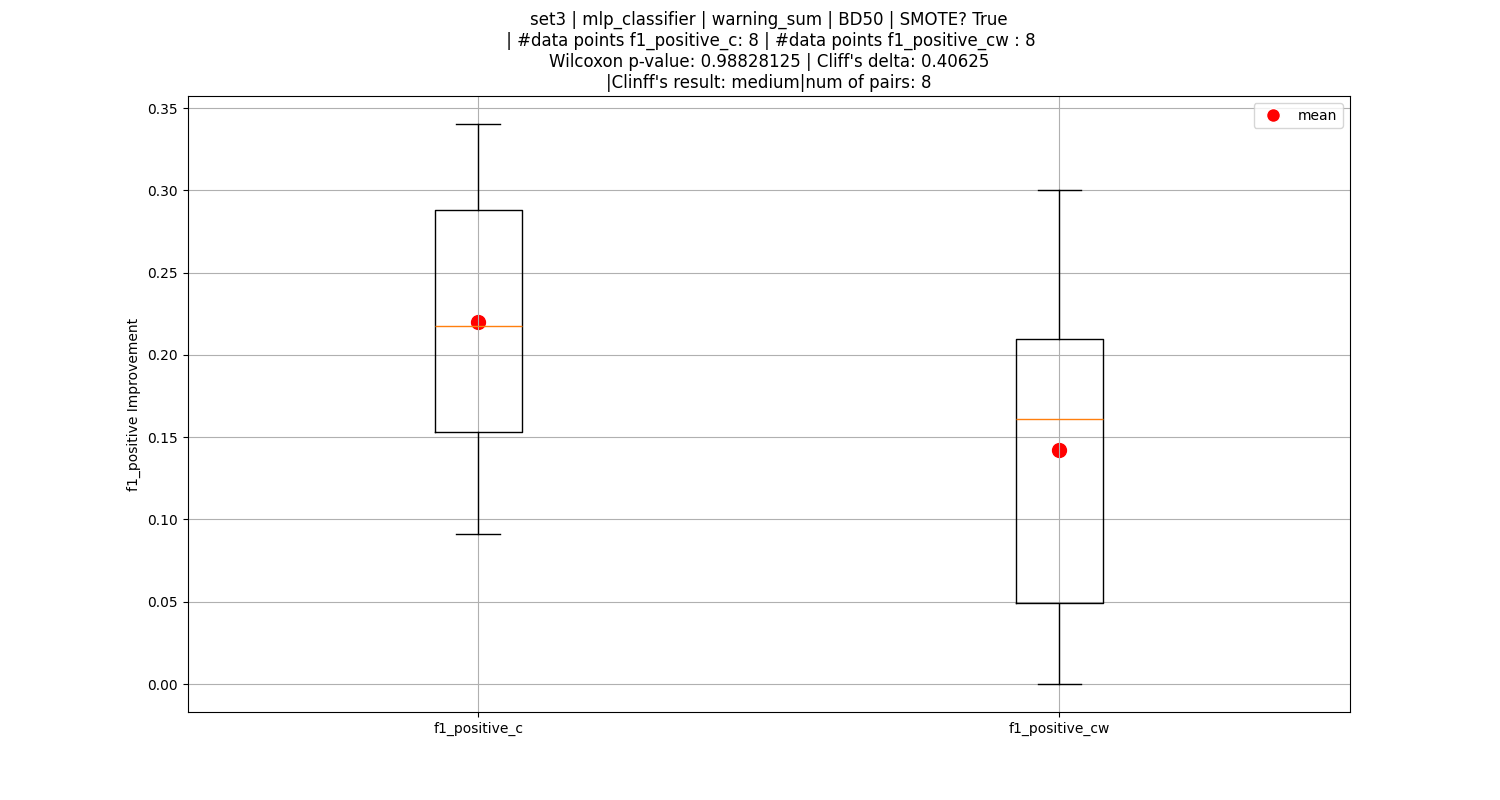 set3 | mlp_classifier | warning_sum | BD50 | SMOTE? True
| #data points f1_positive_c: 8 | #data points f1_positive_cw : 8
Wilcoxon p-value: 0.98828125 | Cliff's delta: 0.40625
|Clinff's result: medium|num of pairs: 8
mean
0.35
0.30
0.25
0.20
0.15
0.10
0.05
0.00
f1_positive Improvement
f1_positive_c
f1_positive_cw